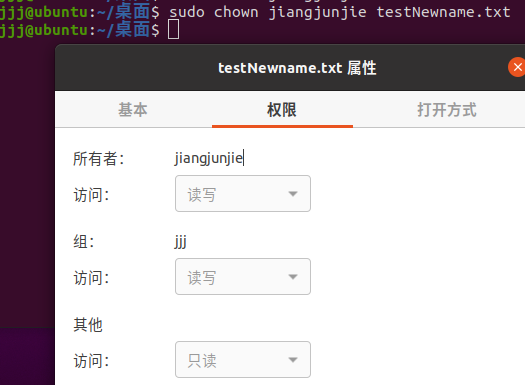 jjj@ubuntu:~/桌面$ sudo chown jiangjunjie testNewname.txt
jjj@ubuntu:~/桌面$
testNewname.txt 属性
基本 权限 打开方式
所有者： jiangjunjie
访问： 读写
组： jjj
访问： 读写
其他
访问： 只读